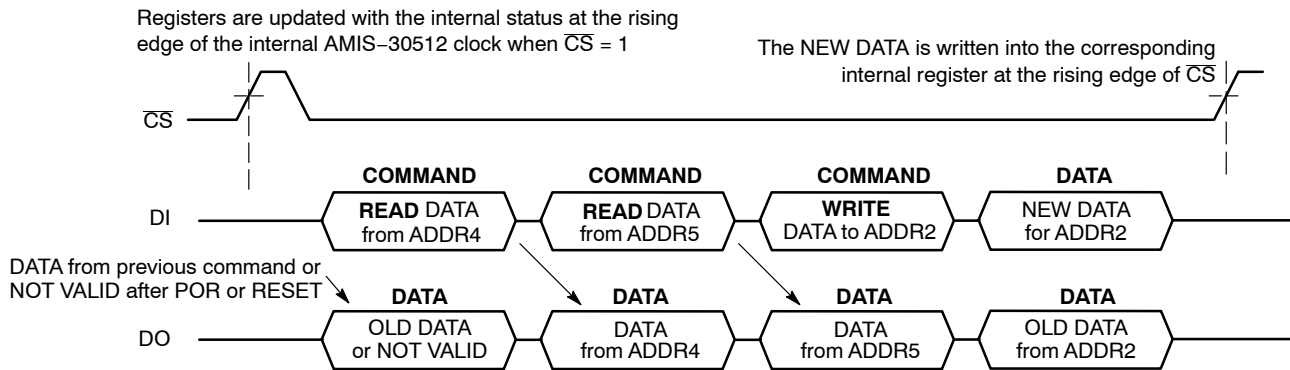 Registers are updated with the internal status at the rising
edge of the internal AMIS−30512 clock when C̅S̅ = 1
The NEW DATA is written into the corresponding
internal register at the rising edge of C̅S̅
C̅S̅
COMMAND
COMMAND
COMMAND
DATA
DI
READ DATA
from ADDR4
READ DATA
from ADDR5
WRITE
DATA to ADDR2
NEW DATA
for ADDR2
DATA from previous command or
NOT VALID after POR or RESET
DATA
DATA
DATA
DATA
DO
OLD DATA
or NOT VALID
DATA
from ADDR4
DATA
from ADDR5
OLD DATA
from ADDR2